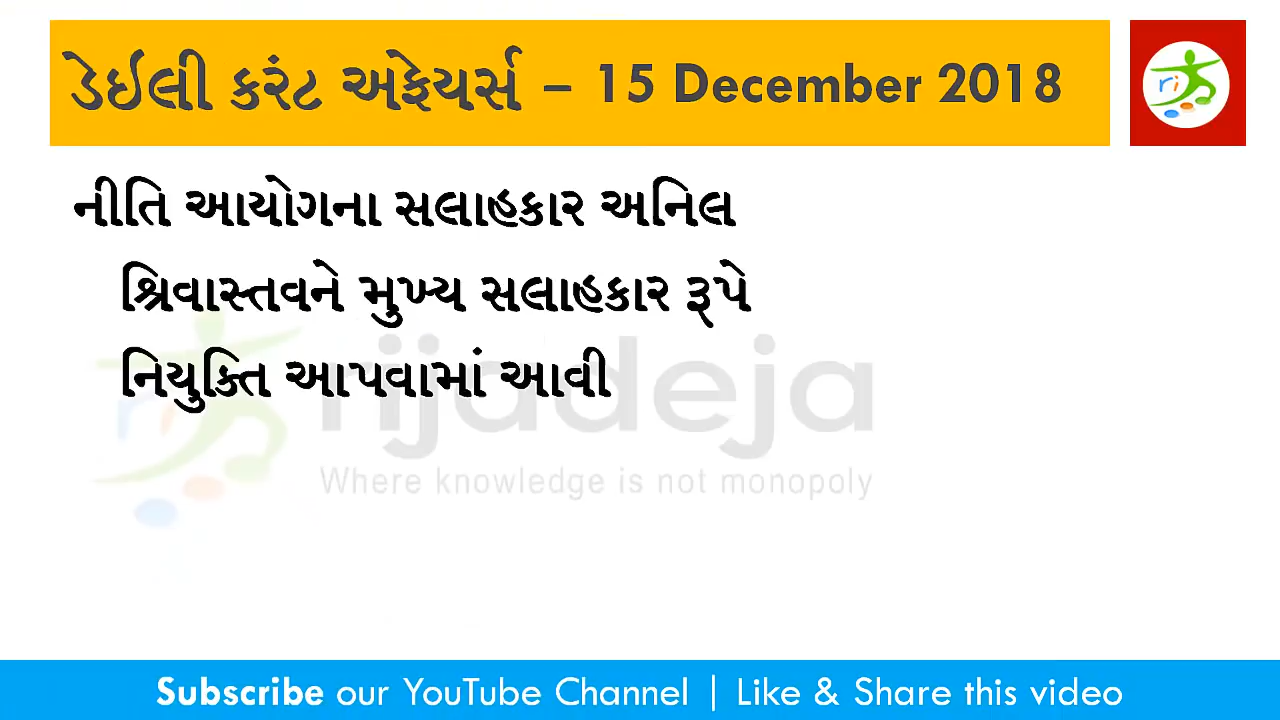 ડેઈલી કરંટ અફેયર્સ – 15 December 2018
ri
નીતિ આયોગના સલાહકાર અનિલ
શ્રિવાસ્તવને મુખ્ય સલાહકાર રૂપે
નિયુક્તિ આપવામાં આવી
rijadeja
Where knowledge is not monopoly
Subscribe our YouTube Channel | Like & Share this video